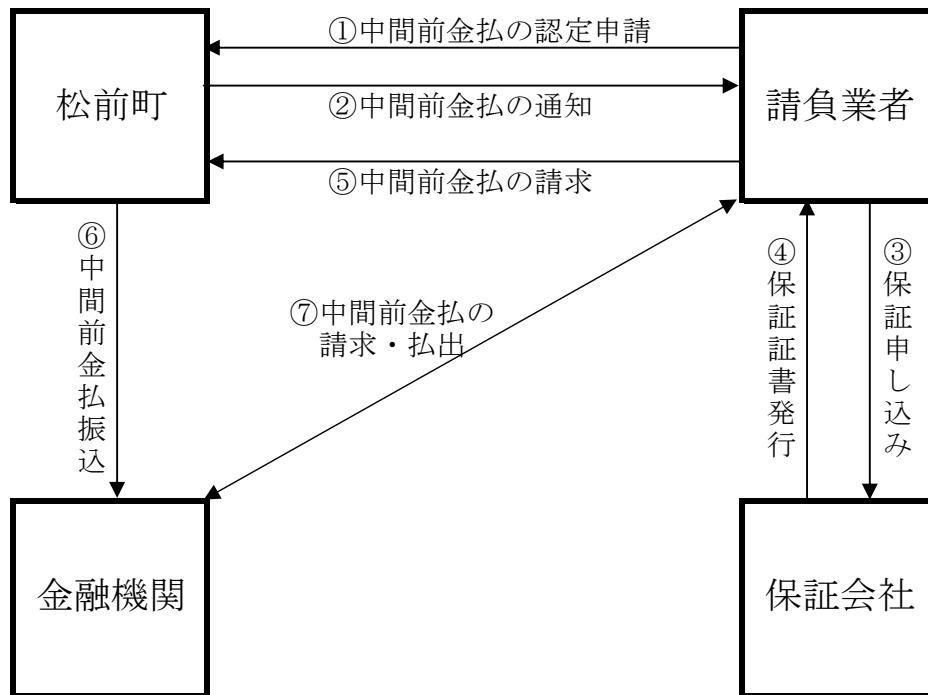 ①中間前金払の認定申請
松前町
請負業者
②中間前金払の通知
⑤中間前金払の請求
⑥中間前金払振込
④保証証書発行
③保証申し込み
⑦中間前金払の
請求・払出
金融機関
保証会社